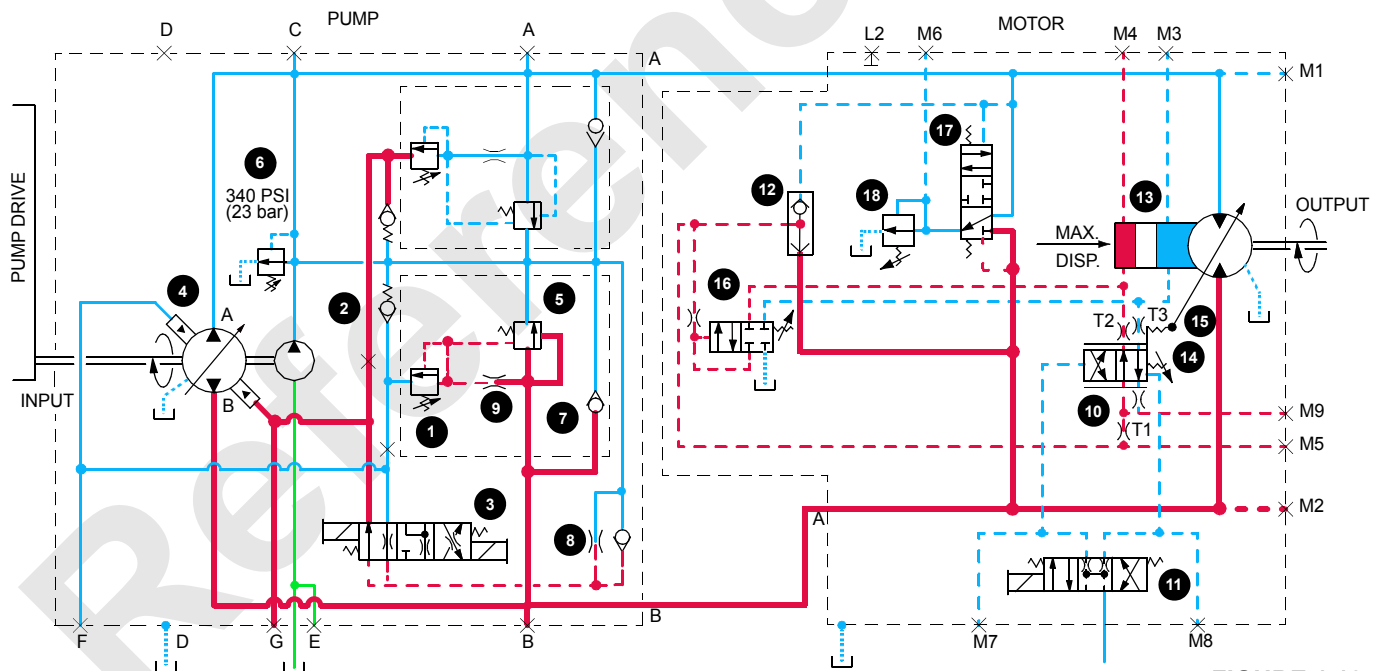 PUMP
MOTOR
D
C
A
L2
M6
M4
M3
A
M1
PUMP DRIVE
6
340 PSI
(23 bar)
17
12
18
13
OUTPUT
MAX.
DISP.
4
2
5
16
A
T2
T3
15
14
INPUT
B
1
9
7
10
T1
M9
M5
3
8
A
M2
11
B
F
D
G
E
B
M7
M8
Reference